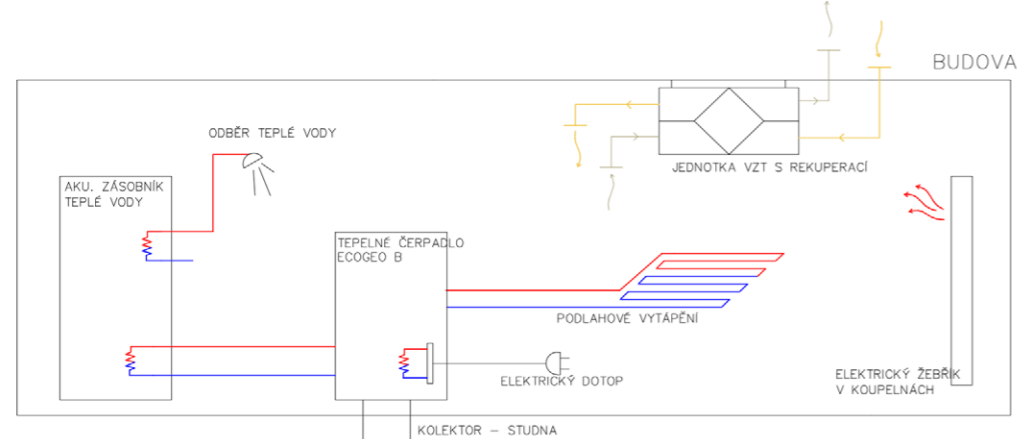 BUDOVA
ODBĚR TEPLÉ VODY
JEDNOTKA VZT S REKUPERACÍ
AKU. ZÁSOBNÍK
TEPLÉ VODY
TEPELNÉ ČERPADLO
ECOGEO B
PODLAHOVÉ VYTÁPĚNÍ
ELEKTRICKÝ DOTOP
ELEKTRICKÝ ŽEBŘÍK
V KOUPELNÁCH
KOLEKTOR – STUDNA